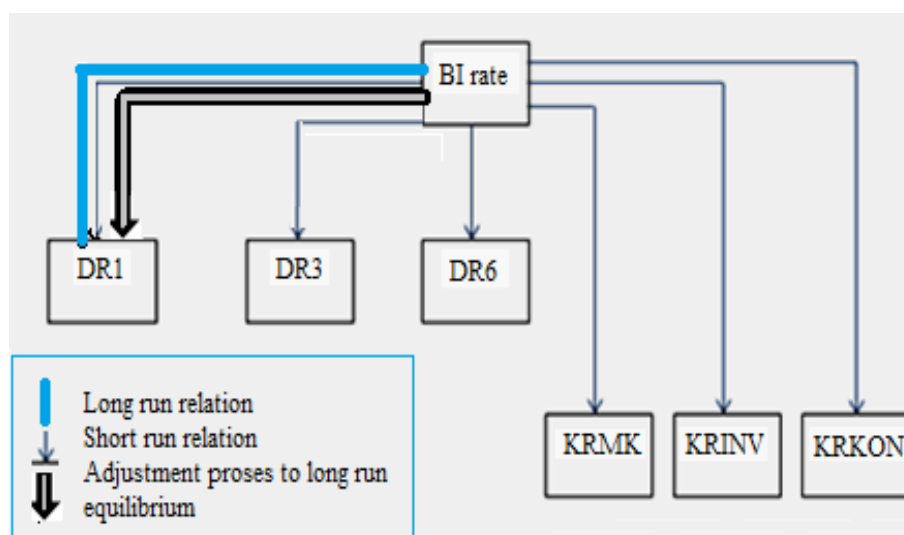 BI rate
DR1
DR3
DR6
KRMK
KRINV
KRKON
Long run relation
Short run relation
Adjustment proses to long run
equilibrium